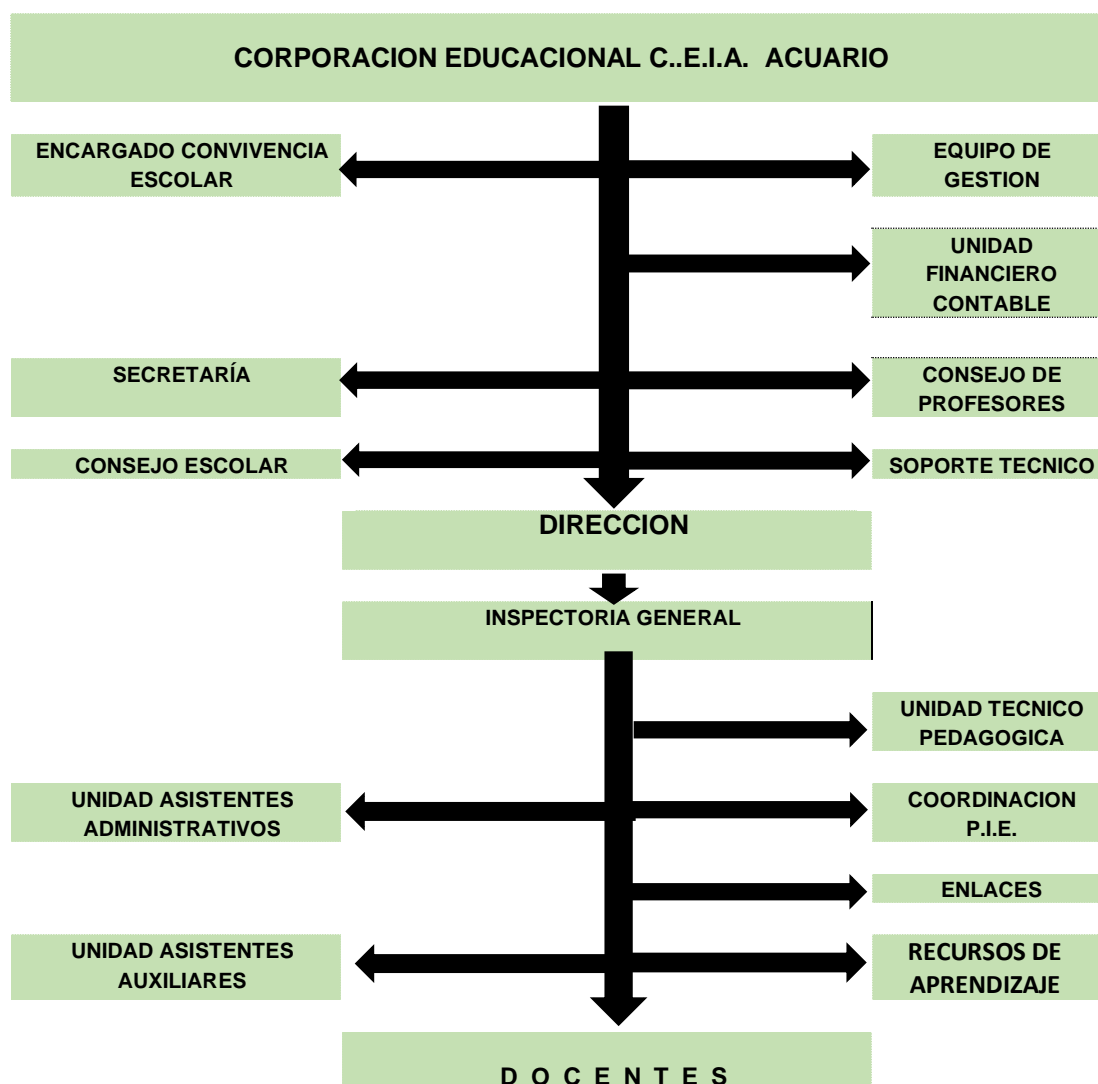 CORPORACION EDUCACIONAL C..E.I.A. ACUARIO
ENCARGADO CONVIVENCIA
ESCOLAR
EQUIPO DE
GESTION
UNIDAD
FINANCIERO
CONTABLE
SECRETARÍA
CONSEJO DE
PROFESORES
CONSEJO ESCOLAR
SOPORTE TECNICO
DIRECCION
INSPECTORIA GENERAL
UNIDAD TECNICO
PEDAGOGICA
UNIDAD ASISTENTES
ADMINISTRATIVOS
COORDINACION
P.I.E.
ENLACES
UNIDAD ASISTENTES
AUXILIARES
RECURSOS DE
APRENDIZAJE
D O C E N T E S